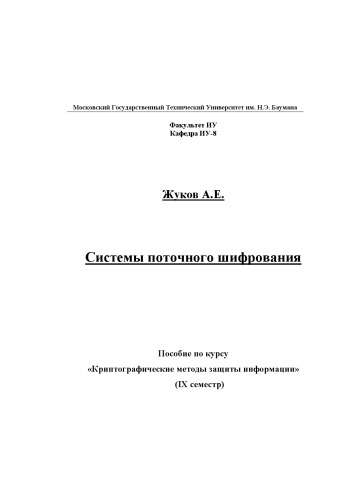 Московский Государственный Технический Университет им. Н.Э. Баумана
Факультет ИУ
Кафедра ИУ-8
Жуков А.Е.
Системы поточного шифрования
Пособие по курсу
«Криптографические методы защиты информации»
(IX семестр)